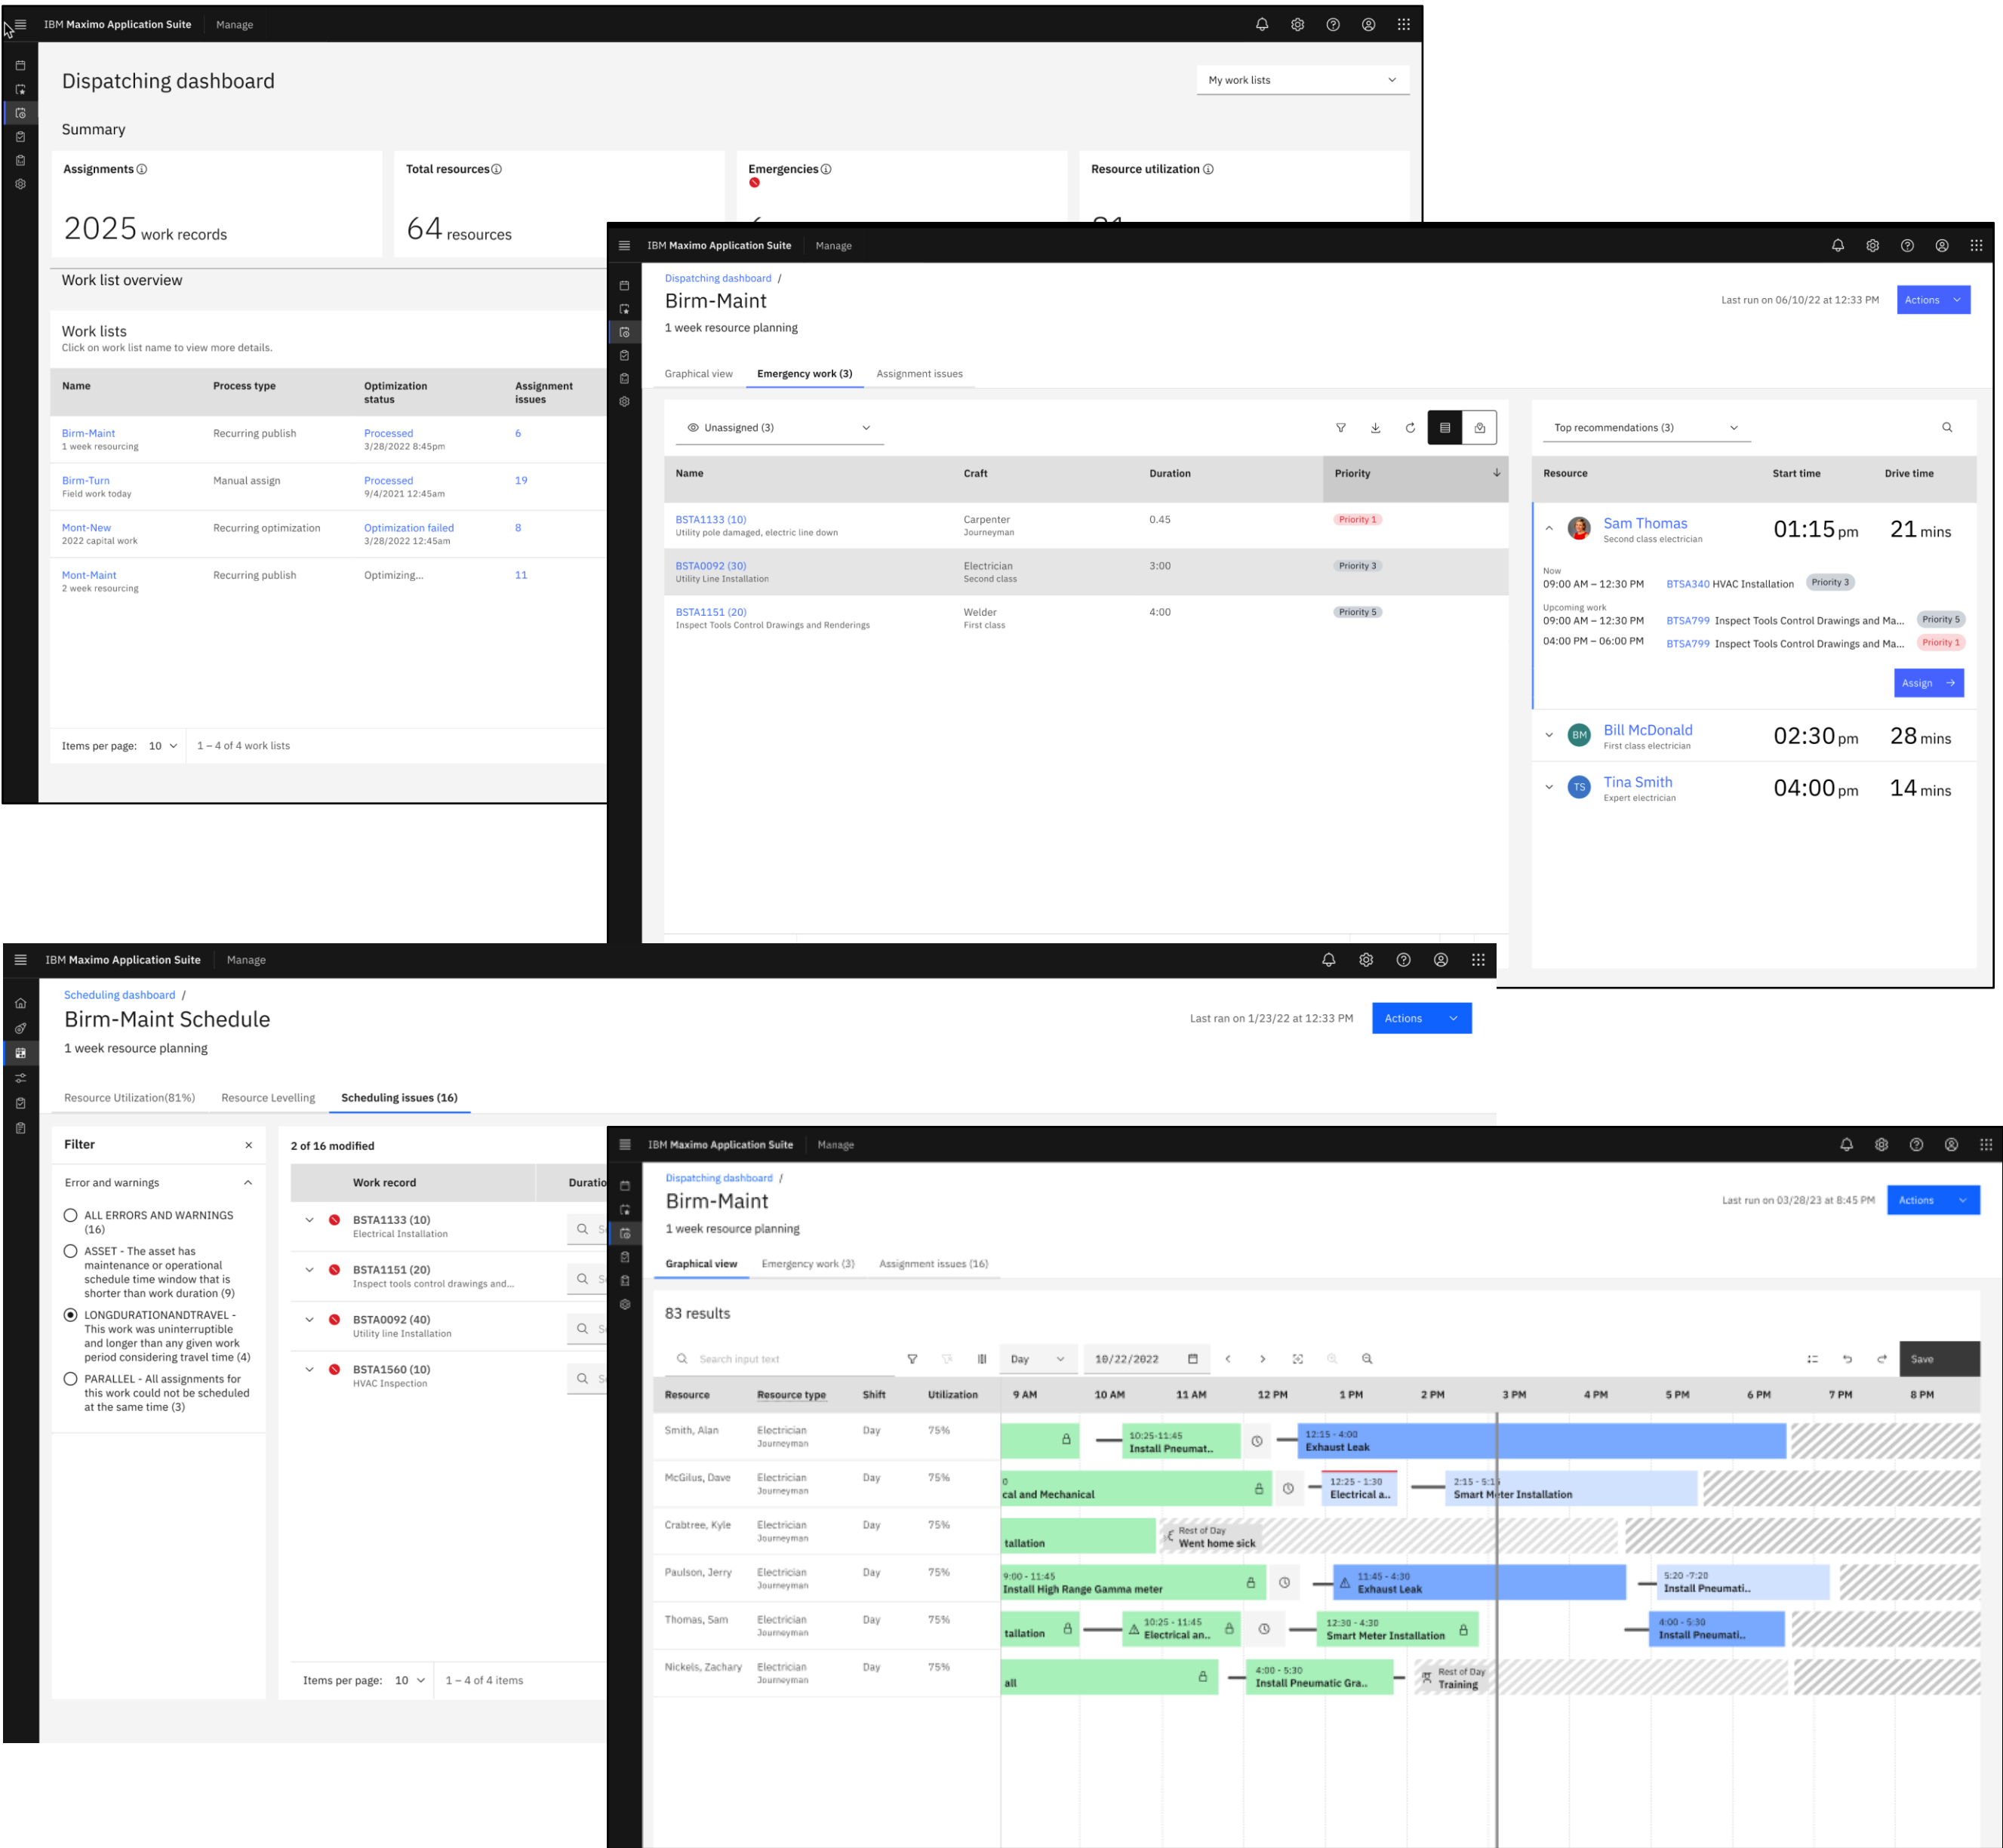 IBM Maximo Application Suite Manage
Dispatching dashboard
My work lists
Summary
Assignments
2025 work records
Total resources
64 resources
Emergencies
Resource utilization
Work list overview
Work lists
Click on work list name to view more details.
Name Process type Optimization status Assignment issues
Birm-Maint Recurring publish Processed 6
1 week resourcing 3/28/2022 8:45pm
Birm-Turn Manual assign Processed 19
Field work today 9/4/2021 12:45am
Mont-New Recurring optimization Optimization failed 8
2022 capital work 3/28/2022 12:45am
Mont-Maint Recurring publish Optimizing... 11
2 week resourcing
Items per page: 10 1 – 4 of 4 work lists
IBM Maximo Application Suite Manage
Dispatching dashboard /
Birm-Maint
Last run on 06/10/22 at 12:33 PM Actions
1 week resource planning
Graphical view Emergency work (3) Assignment issues
Unassigned (3)
Name Craft Duration Priority
BSTA1133 (10) Carpenter 0.45 Priority 1
Utility pole damaged, electric line down Journeyman
BSTA0092 (30) Electrician 3:00 Priority 3
Utility Line Installation Second class
BSTA1151 (20) Welder 4:00 Priority 5
Inspect Tools Control Drawings and Renderings First class
Top recommendations (3)
Resource Start time Drive time
Sam Thomas 01:15 pm 21 mins
Second class electrician
Now
09:00 AM – 12:30 PM BTSA340 HVAC Installation Priority 3
Upcoming work
09:00 AM – 12:30 PM BTSA799 Inspect Tools Control Drawings and Ma... Priority 5
04:00 PM – 06:00 PM BTSA799 Inspect Tools Control Drawings and Ma... Priority 1
Assign
BM Bill McDonald 02:30 pm 28 mins
First class electrician
TS Tina Smith 04:00 pm 14 mins
Expert electrician
IBM Maximo Application Suite Manage
Scheduling dashboard /
Birm-Maint Schedule
Last ran on 1/23/22 at 12:33 PM Actions
1 week resource planning
Resource Utilization(81%) Resource Levelling Scheduling issues (16)
Filter
Error and warnings
ALL ERRORS AND WARNINGS
(16)
ASSET - The asset has
maintenance or operational
schedule time window that is
shorter than work duration (9)
LONGDURATIONANDTRAVEL -
This work was uninterruptible
and longer than any given work
period considering travel time (4)
PARALLEL - All assignments for
this work could not be scheduled
at the same time (3)
2 of 16 modified
Work record Duratio
BSTA1133 (10)
Electrical Installation
BSTA1151 (20)
Inspect tools control drawings and...
BSTA0092 (40)
Utility line Installation
BSTA1560 (10)
HVAC Inspection
Items per page: 10 1 – 4 of 4 items
IBM Maximo Application Suite Manage
Dispatching dashboard /
Birm-Maint
Last run on 03/28/23 at 8:45 PM Actions
1 week resource planning
Graphical view Emergency work (3) Assignment issues (16)
83 results
Search input text Day 10/22/2022 Save
Resource Resource type Shift Utilization 9 AM 10 AM 11 AM 12 PM 1 PM 2 PM 3 PM 4 PM 5 PM 6 PM 7 PM 8 PM
Smith, Alan Electrician Day 75% 10:25-11:45 12:15 - 4:00
Journeyman Install Pneumat.. Exhaust Leak
McGilus, Dave Electrician Day 75% 0 12:25 - 1:30 2:15 - 5:15
Journeyman cal and Mechanical Electrical a.. Smart Meter Installation
Crabtree, Kyle Electrician Day 75% Rest of Day
Journeyman tallation Went home sick
Paulson, Jerry Electrician Day 75% 9:00 - 11:45 11:45 - 4:30 5:20 -7:20
Journeyman Install High Range Gamma meter Exhaust Leak Install Pneumati..
Thomas, Sam Electrician Day 75% 10:25 - 11:45 12:30 - 4:30 4:00 - 5:30
Journeyman tallation Electrical an.. Smart Meter Installation Install Pneumati..
Nickels, Zachary Electrician Day 75% 4:00 - 5:30 Rest of Day
Journeyman all Install Pneumatic Gra.. Training